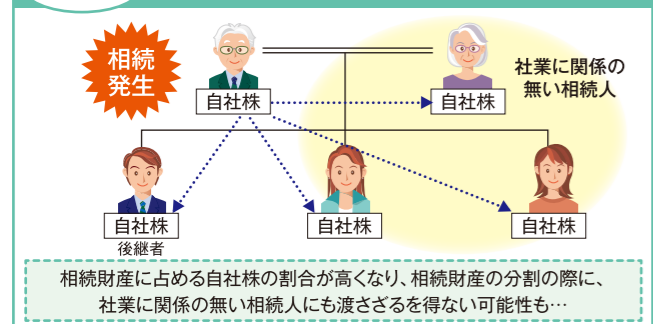 相続
発生
社業に関係の
無い相続人
自社株
自社株
自社株
後継者
自社株
自社株
相続財産に占める自社株の割合が高くなり、相続財産の分割の際に、
社業に関係の無い相続人にも渡さざるを得ない可能性も…